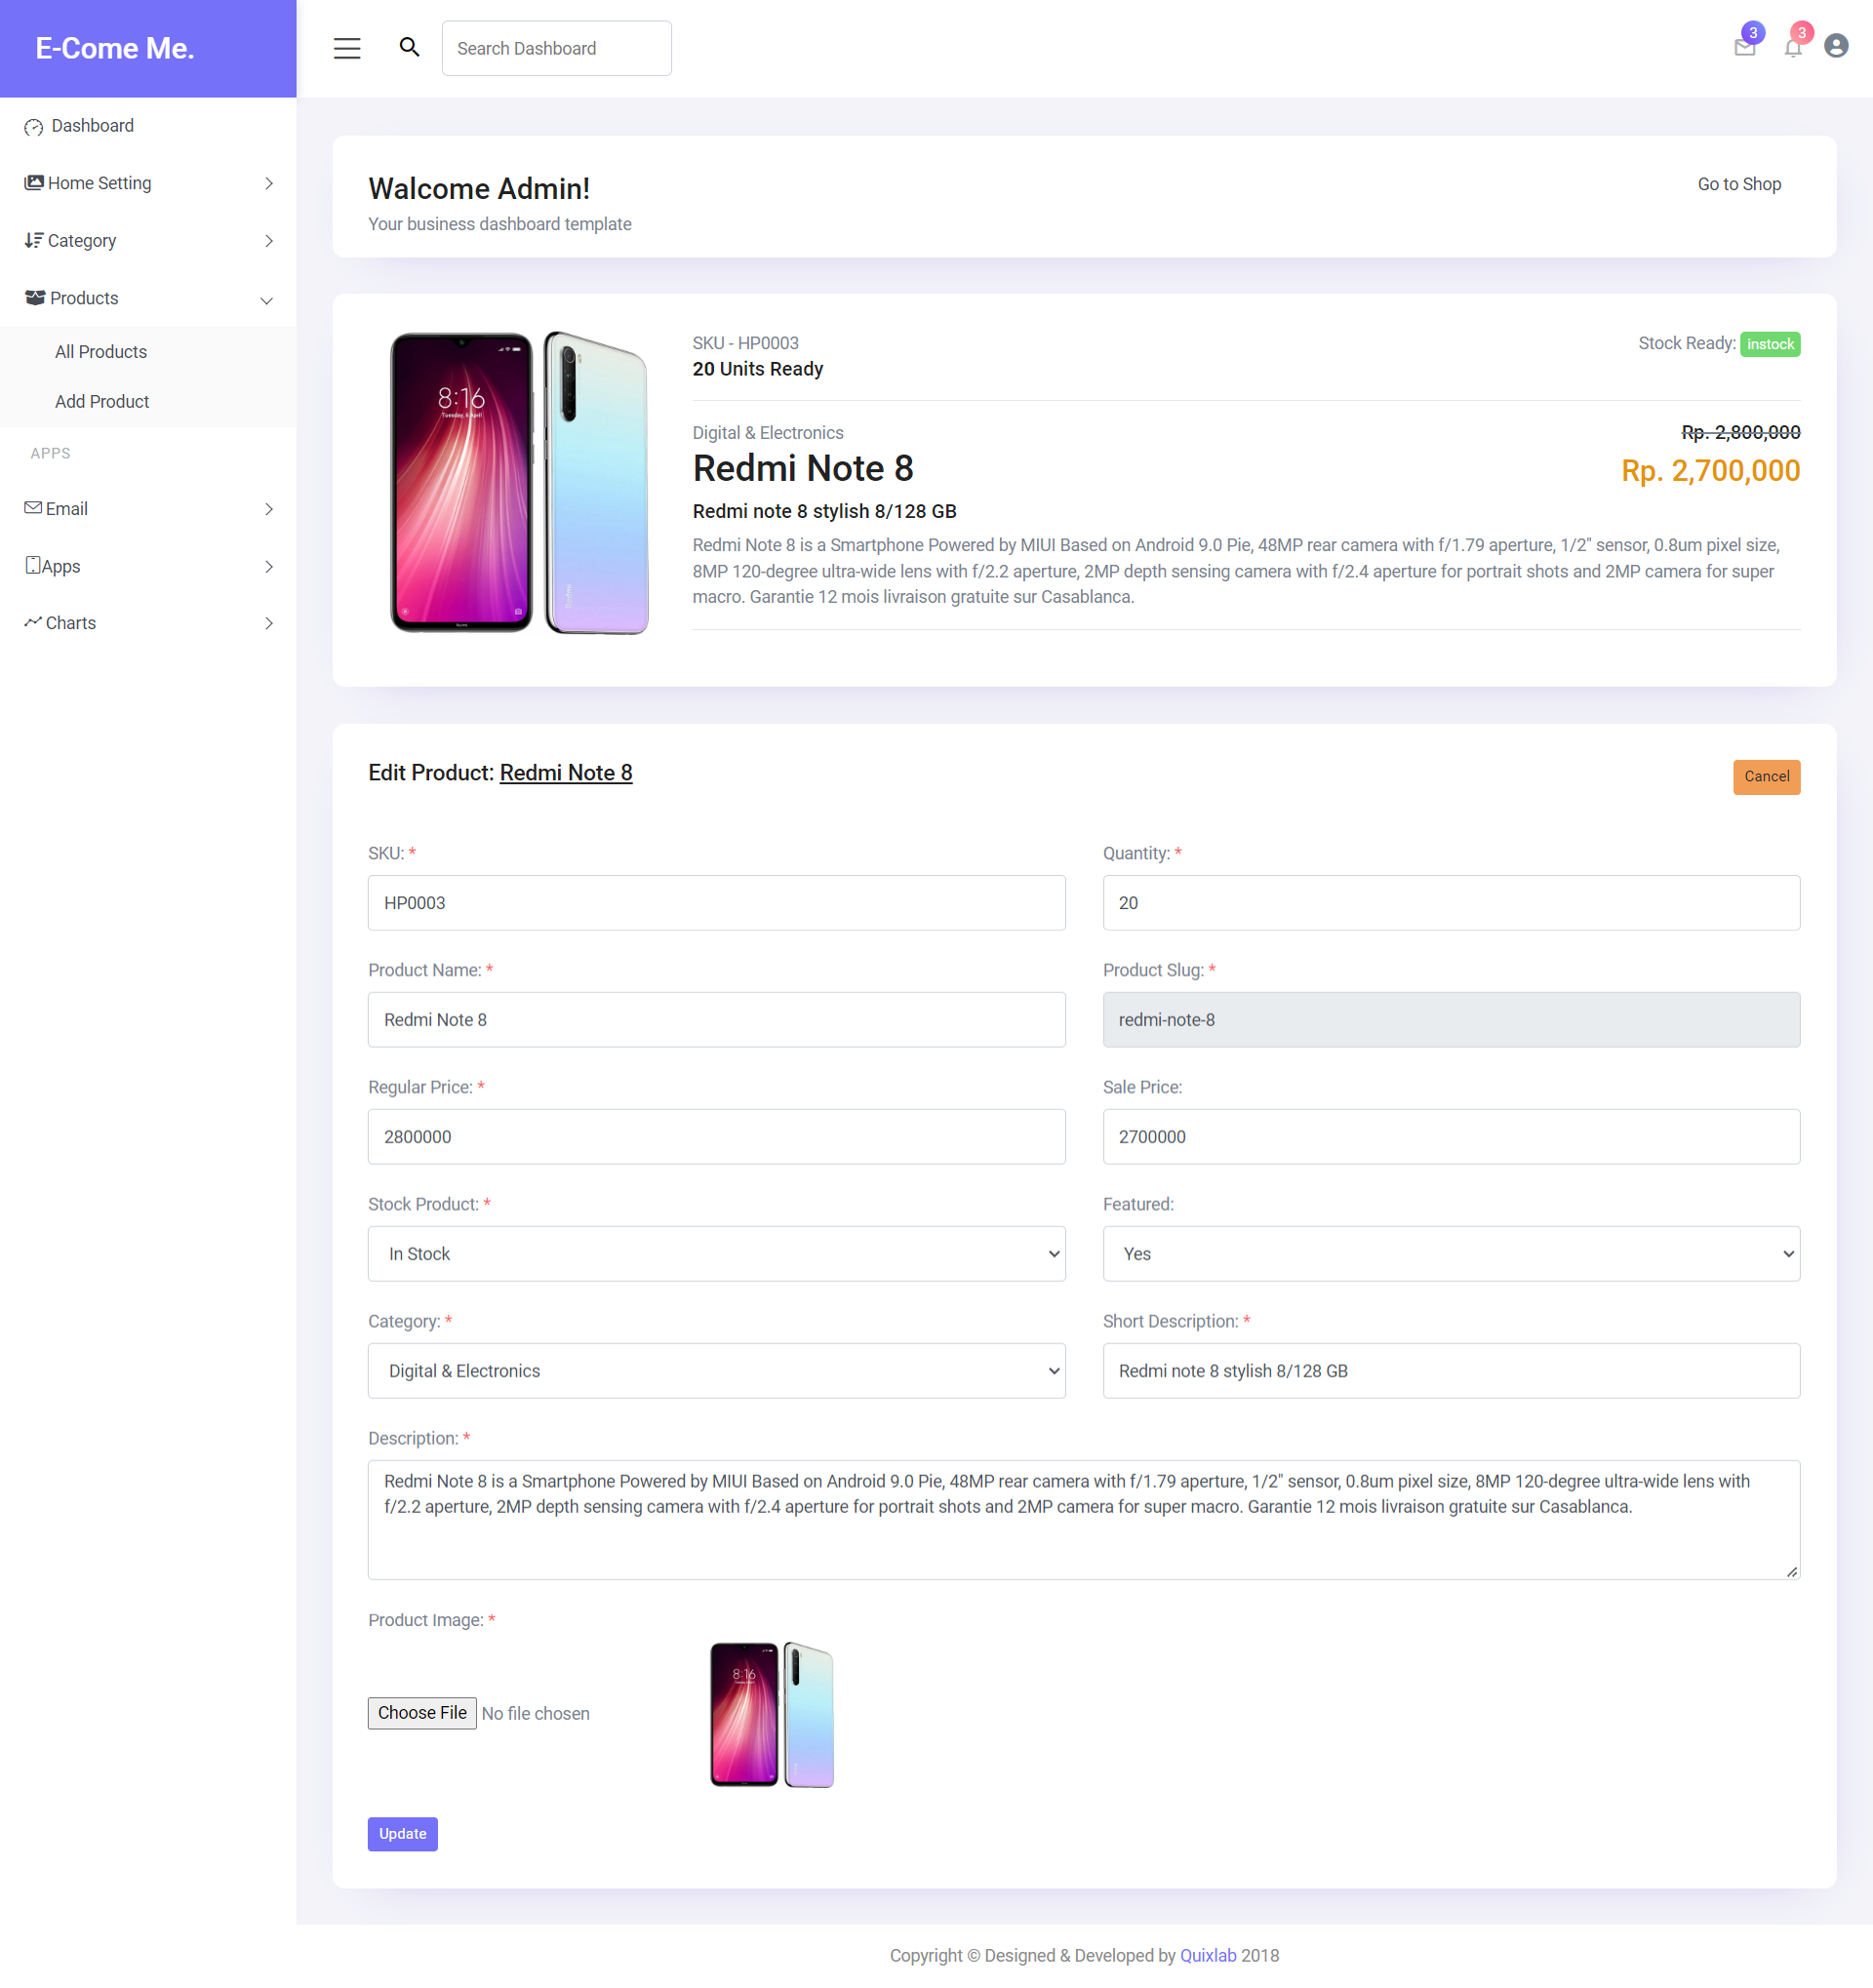 E-Come Me.
Search Dashboard
3
3
Dashboard
Home Setting
Category
Products
All Products
Add Product
APPS
Email
Apps
Charts
Walcome Admin!
Your business dashboard template
Go to Shop
8:16
SKU - HP0003
20 Units Ready
Stock Ready: instock
Digital & Electronics
Rp. 2,800,000
Redmi Note 8
Rp. 2,700,000
Redmi note 8 stylish 8/128 GB
Redmi Note 8 is a Smartphone Powered by MIUI Based on Android 9.0 Pie, 48MP rear camera with f/1.79 aperture, 1/2" sensor, 0.8um pixel size,
8MP 120-degree ultra-wide lens with f/2.2 aperture, 2MP depth sensing camera with f/2.4 aperture for portrait shots and 2MP camera for super
macro. Garantie 12 mois livraison gratuite sur Casablanca.
Edit Product: Redmi Note 8
Cancel
SKU: *
Quantity: *
HP0003
20
Product Name: *
Product Slug: *
Redmi Note 8
redmi-note-8
Regular Price: *
Sale Price:
2800000
2700000
Stock Product: *
Featured:
In Stock
Yes
Category: *
Short Description: *
Digital & Electronics
Redmi note 8 stylish 8/128 GB
Description: *
Redmi Note 8 is a Smartphone Powered by MIUI Based on Android 9.0 Pie, 48MP rear camera with f/1.79 aperture, 1/2" sensor, 0.8um pixel size, 8MP 120-degree ultra-wide lens with
f/2.2 aperture, 2MP depth sensing camera with f/2.4 aperture for portrait shots and 2MP camera for super macro. Garantie 12 mois livraison gratuite sur Casablanca.
Product Image: *
8:16
Choose File No file chosen
Update
Copyright © Designed & Developed by Quixlab 2018